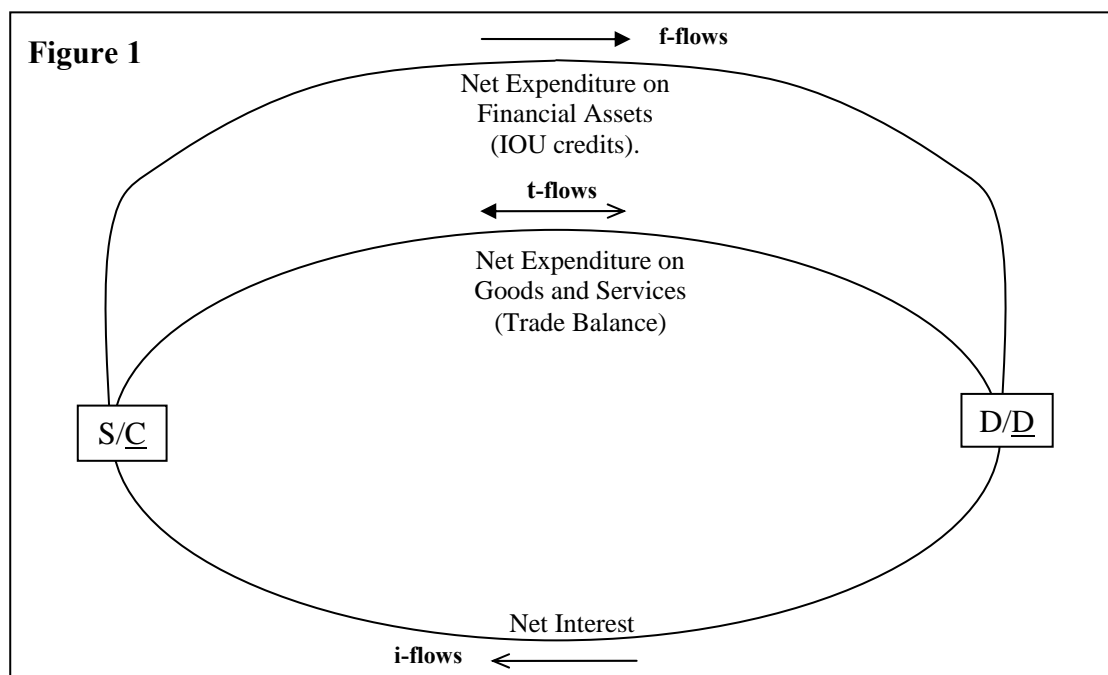 Figure 1
f-flows
Net Expenditure on
Financial Assets
(IOU credits).
t-flows
Net Expenditure on
Goods and Services
(Trade Balance)
S/C
D/D
Net Interest
i-flows